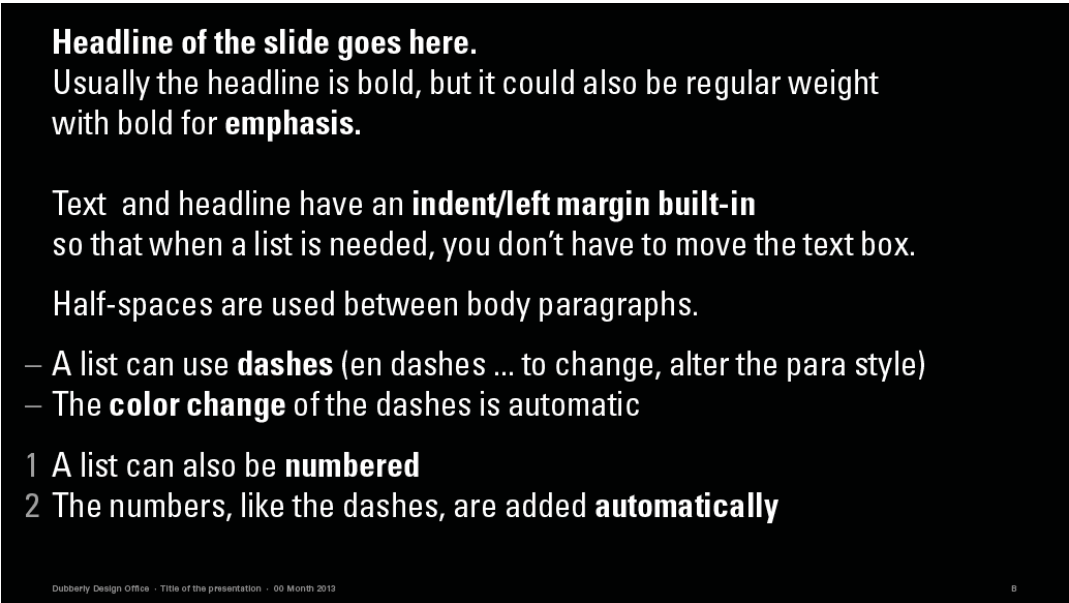 Headline of the slide goes here.
Usually the headline is bold, but it could also be regular weight
with bold for emphasis.
Text  and headline have an indent/left margin built-in
so that when a list is needed, you don’t have to move the text box.
Half-spaces are used between body paragraphs.
– A list can use dashes (en dashes ... to change, alter the para style)
– The color change of the dashes is automatic
1 A list can also be numbered
2 The numbers, like the dashes, are added automatically
Dubberly Design Office · Title of the presentation · 00 Month 2013
8